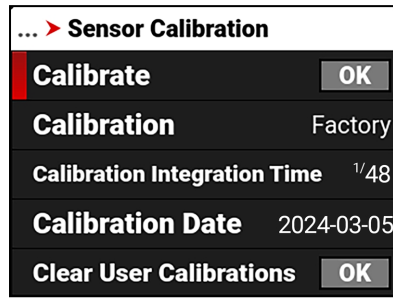 ... ➤ Sensor Calibration
Calibrate OK
Calibration Factory
Calibration Integration Time 1/48
Calibration Date 2024-03-05
Clear User Calibrations OK